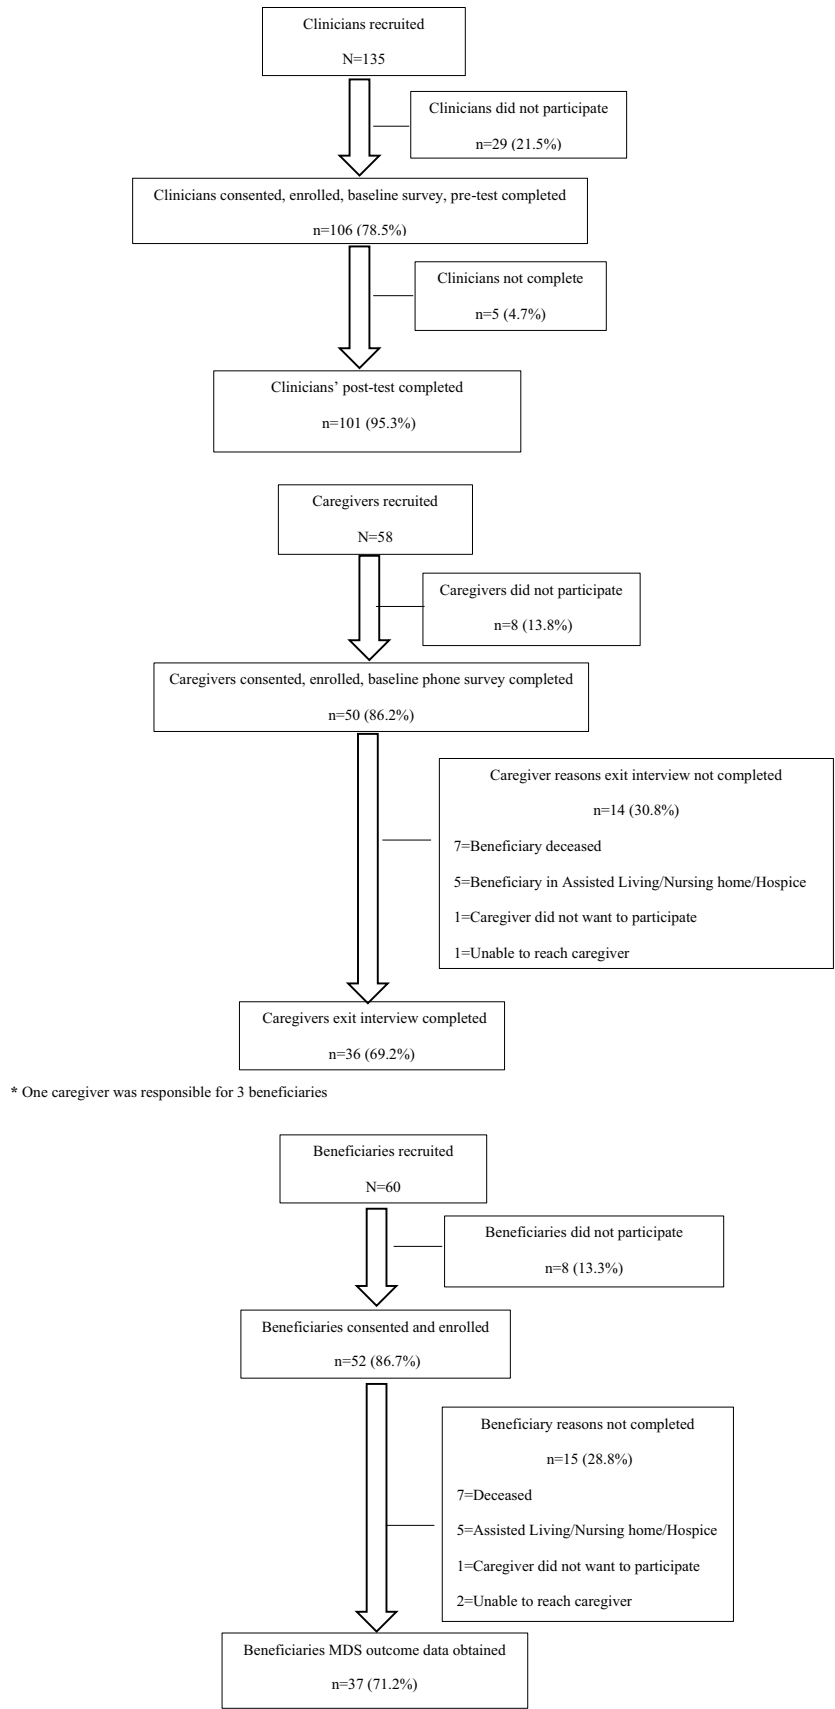 Clinicians recruited
N=135
Clinicians did not participate
n=29 (21.5%)
Clinicians consented, enrolled, baseline survey, pre-test completed
n=106 (78.5%)
Clinicians not complete
n=5 (4.7%)
Clinicians’ post-test completed
n=101 (95.3%)
Caregivers recruited
N=58
Caregivers did not participate
n=8 (13.8%)
Caregivers consented, enrolled, baseline phone survey completed
n=50 (86.2%)
Caregiver reasons exit interview not completed
n=14 (30.8%)
7=Beneficiary deceased
5=Beneficiary in Assisted Living/Nursing home/Hospice
1=Caregiver did not want to participate
1=Unable to reach caregiver
Caregivers exit interview completed
n=36 (69.2%)
* One caregiver was responsible for 3 beneficiaries
Beneficiaries recruited
N=60
Beneficiaries did not participate
n=8 (13.3%)
Beneficiaries consented and enrolled
n=52 (86.7%)
Beneficiary reasons not completed
n=15 (28.8%)
7=Deceased
5=Assisted Living/Nursing home/Hospice
1=Caregiver did not want to participate
2=Unable to reach caregiver
Beneficiaries MDS outcome data obtained
n=37 (71.2%)